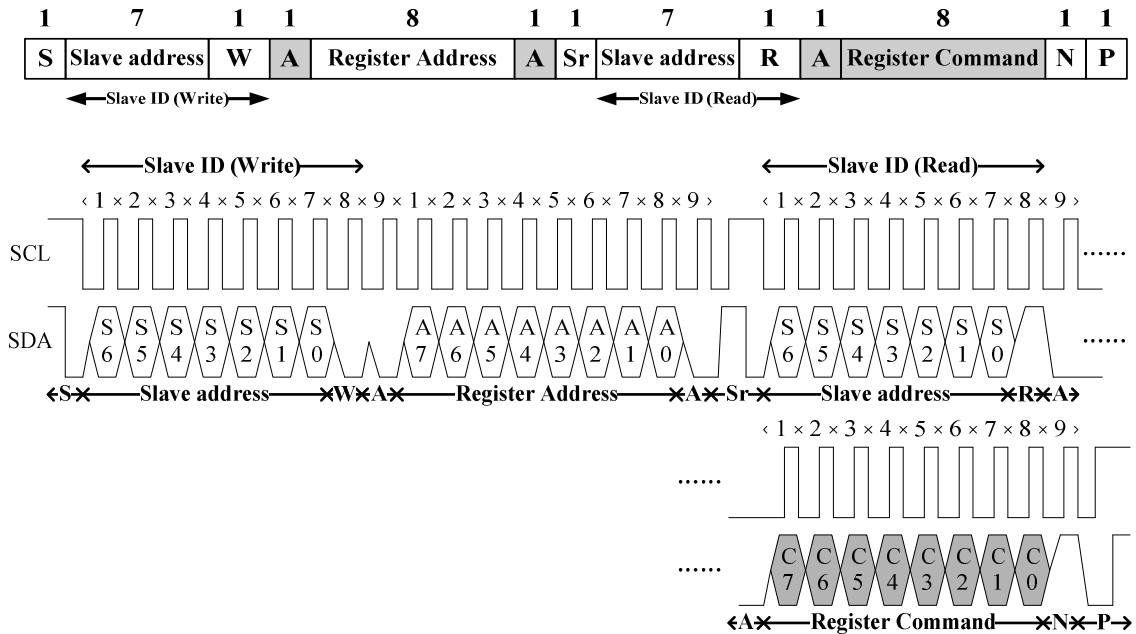 1 7 1 1 8 1 1 7 1 1 8 1 1
S Slave address W A Register Address A Sr Slave address R A Register Command N P
Slave ID (Write) Slave ID (Read)
Slave ID (Write) Slave ID (Read)
‹ 1 × 2 × 3 × 4 × 5 × 6 × 7 × 8 × 9 × 1 × 2 × 3 × 4 × 5 × 6 × 7 × 8 × 9 › ‹ 1 × 2 × 3 × 4 × 5 × 6 × 7 × 8 × 9 ›
SCL ······
SDA S6 S5 S4 S3 S2 S1 S0 A7 A6 A5 A4 A3 A2 A1 A0 S6 S5 S4 S3 S2 S1 S0 ······
S Slave address W A Register Address A Sr Slave address R A
‹ 1 × 2 × 3 × 4 × 5 × 6 × 7 × 8 × 9 ›
······
······ C7 C6 C5 C4 C3 C2 C1 C0
A Register Command N P